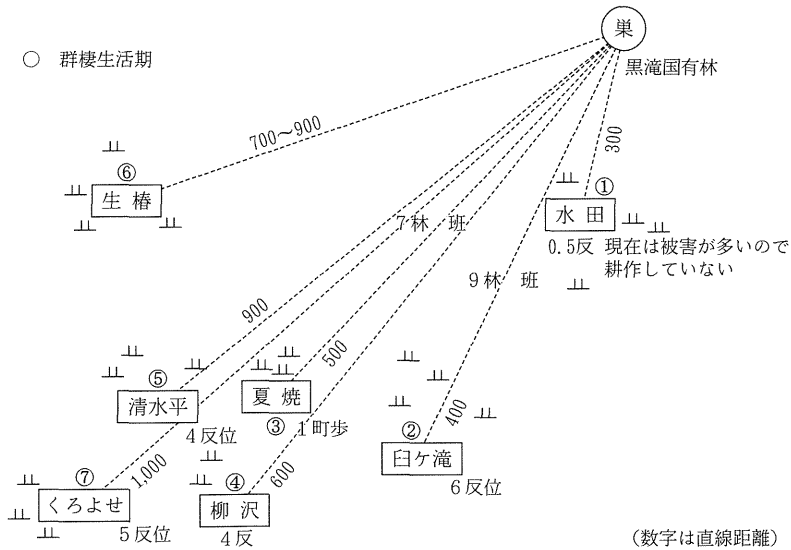 巣
○ 群棲生活期
黒滝国有林
700〜900
300
⑥
生椿
①
水田
7林班
0.5反 現在は被害が多いので
耕作していない
9林班
900
500
⑤
清水平
夏焼
400
4反位
③ 1町歩
②
臼ケ滝
⑦
1,000
④
600
6反位
くろよせ
柳沢
5反位
4反
（数字は直線距離）